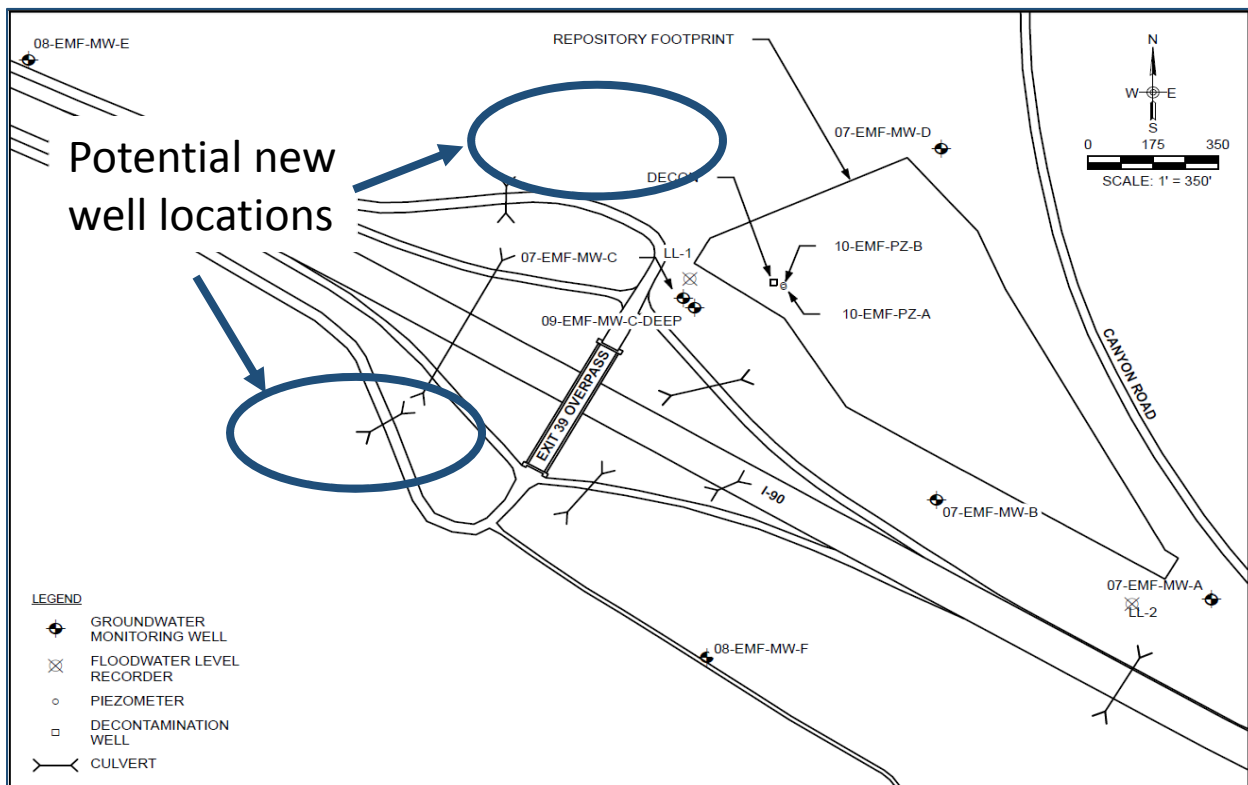 08-EMF-MW-E
REPOSITORY FOOTPRINT
N
W
E
S
0 175 350
SCALE: 1' = 350'
07-EMF-MW-D
Potential new
well locations
DECON
LL-1
07-EMF-MW-C
10-EMF-PZ-B
10-EMF-PZ-A
09-EMF-MW-C-DEEP
EXIT 39 OVERPASS
CANYON ROAD
I-90
07-EMF-MW-B
07-EMF-MW-A
LL-2
08-EMF-MW-F
LEGEND
GROUNDWATER
MONITORING WELL
FLOODWATER LEVEL
RECORDER
PIEZOMETER
DECONTAMINATION
WELL
CULVERT